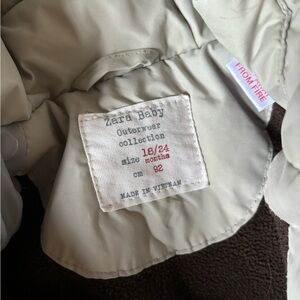 Zara Baby
Outerwear
collection
size 18/24 months
cm 92
MADE IN VIETNAM
FROM FIRE